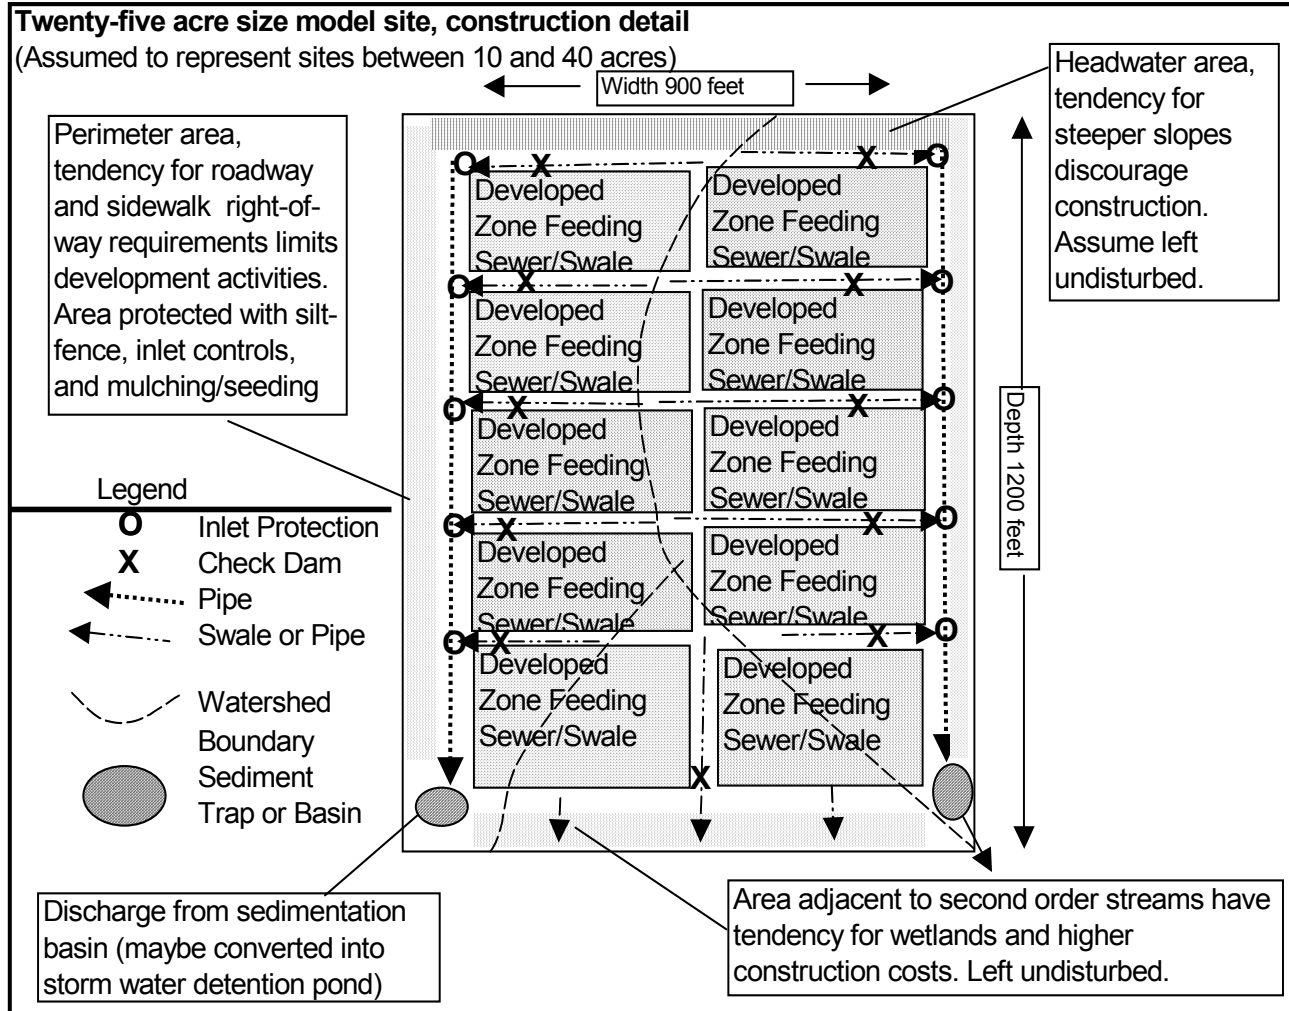 Twenty-five acre size model site, construction detail
(Assumed to represent sites between 10 and 40 acres)
Width 900 feet
Headwater area,
tendency for
steeper slopes
discourage
construction.
Assume left
undisturbed.
Perimeter area,
tendency for roadway
and sidewalk right-of-
way requirements limits
development activities.
Area protected with silt-
fence, inlet controls,
and mulching/seeding
O
X
X
O
Developed
Zone Feeding
Sewer/Swale
Developed
Zone Feeding
Sewer/Swale
O
X
X
O
Developed
Zone Feeding
Sewer/Swale
Developed
Zone Feeding
Sewer/Swale
O
X
X
O
Developed
Zone Feeding
Sewer/Swale
Developed
Zone Feeding
Sewer/Swale
O
X
X
O
Developed
Zone Feeding
Sewer/Swale
Developed
Zone Feeding
Sewer/Swale
O
X
X
O
Developed
Zone Feeding
Sewer/Swale
Developed
Zone Feeding
Sewer/Swale
X
Depth 1200 feet
Legend
O Inlet Protection
X Check Dam
Pipe
Swale or Pipe
Watershed
Boundary
Sediment
Trap or Basin
Discharge from sedimentation
basin (maybe converted into
storm water detention pond)
Area adjacent to second order streams have
tendency for wetlands and higher
construction costs. Left undisturbed.